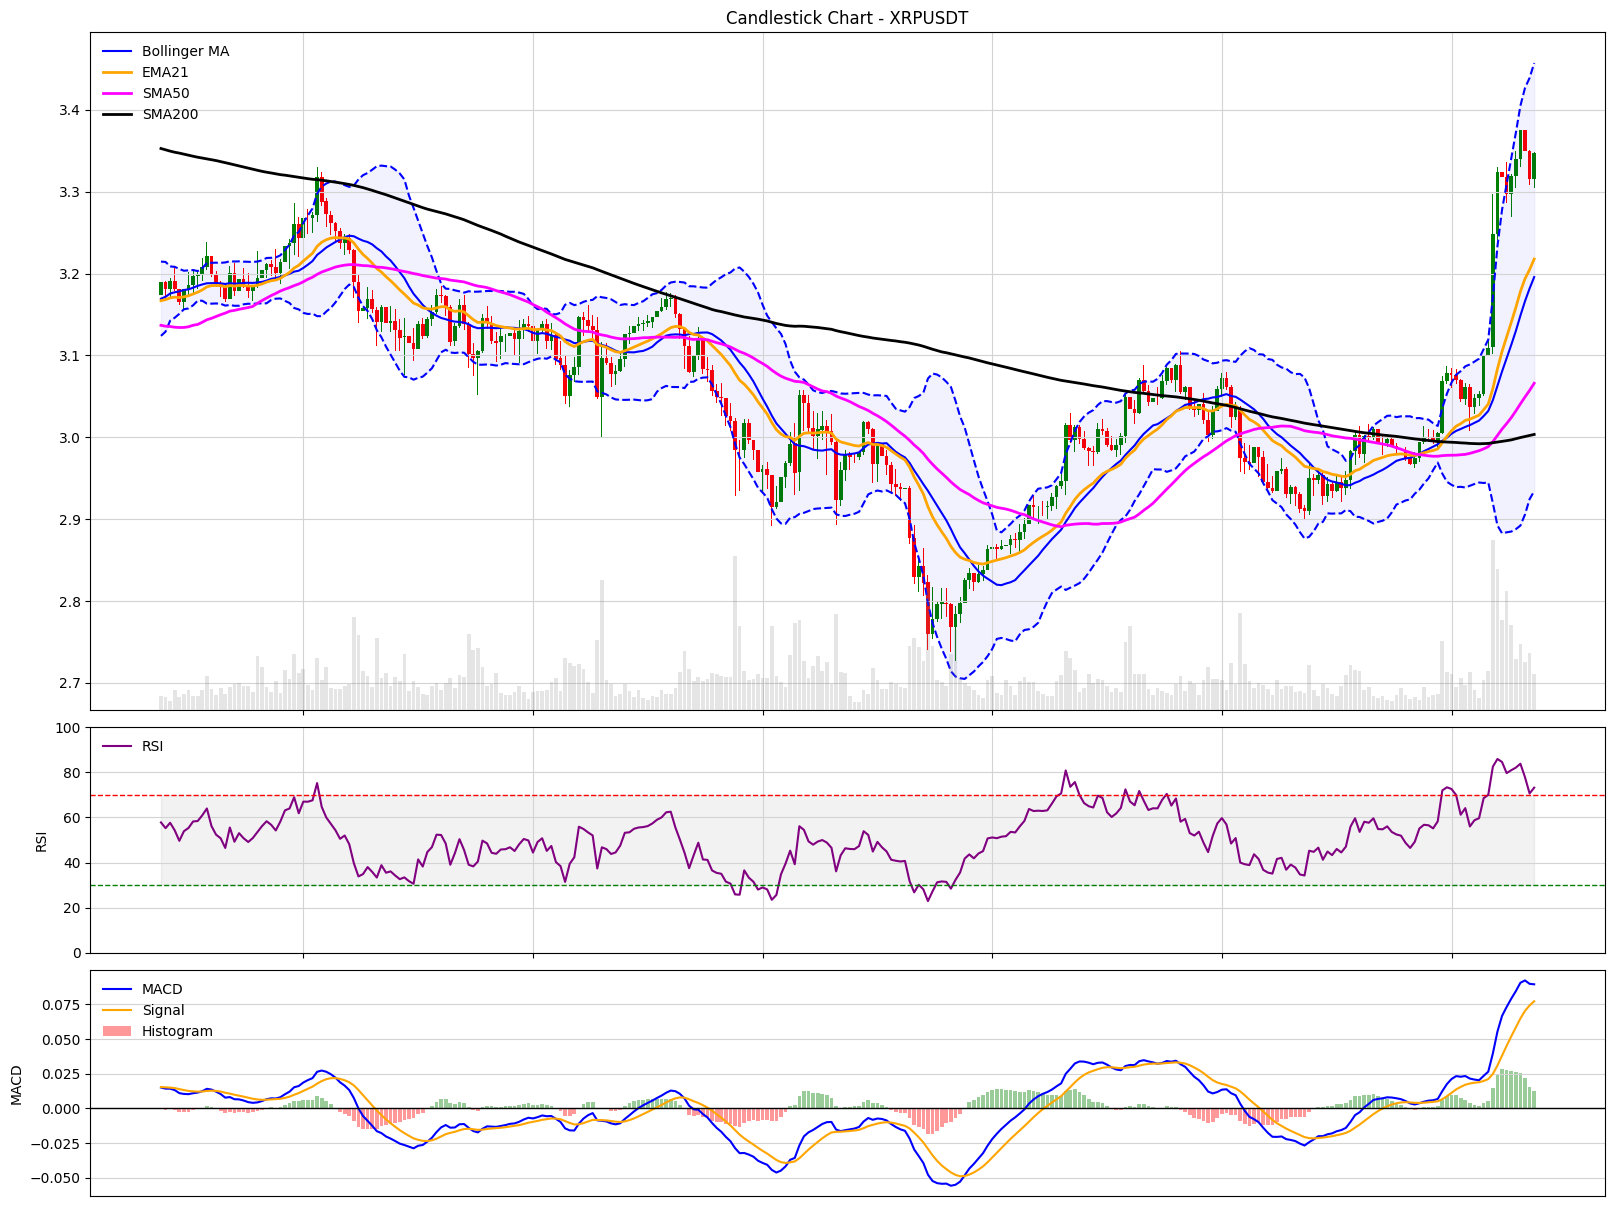 Candlestick Chart - XRPUSDT
Bollinger MA
EMA21
SMA50
SMA200
3.4
3.3
3.2
3.1
3.0
2.9
2.8
2.7
100
80
60
40
20
0
RSI
RSI
0.075
0.050
0.025
0.000
−0.025
−0.050
MACD
MACD
Signal
Histogram